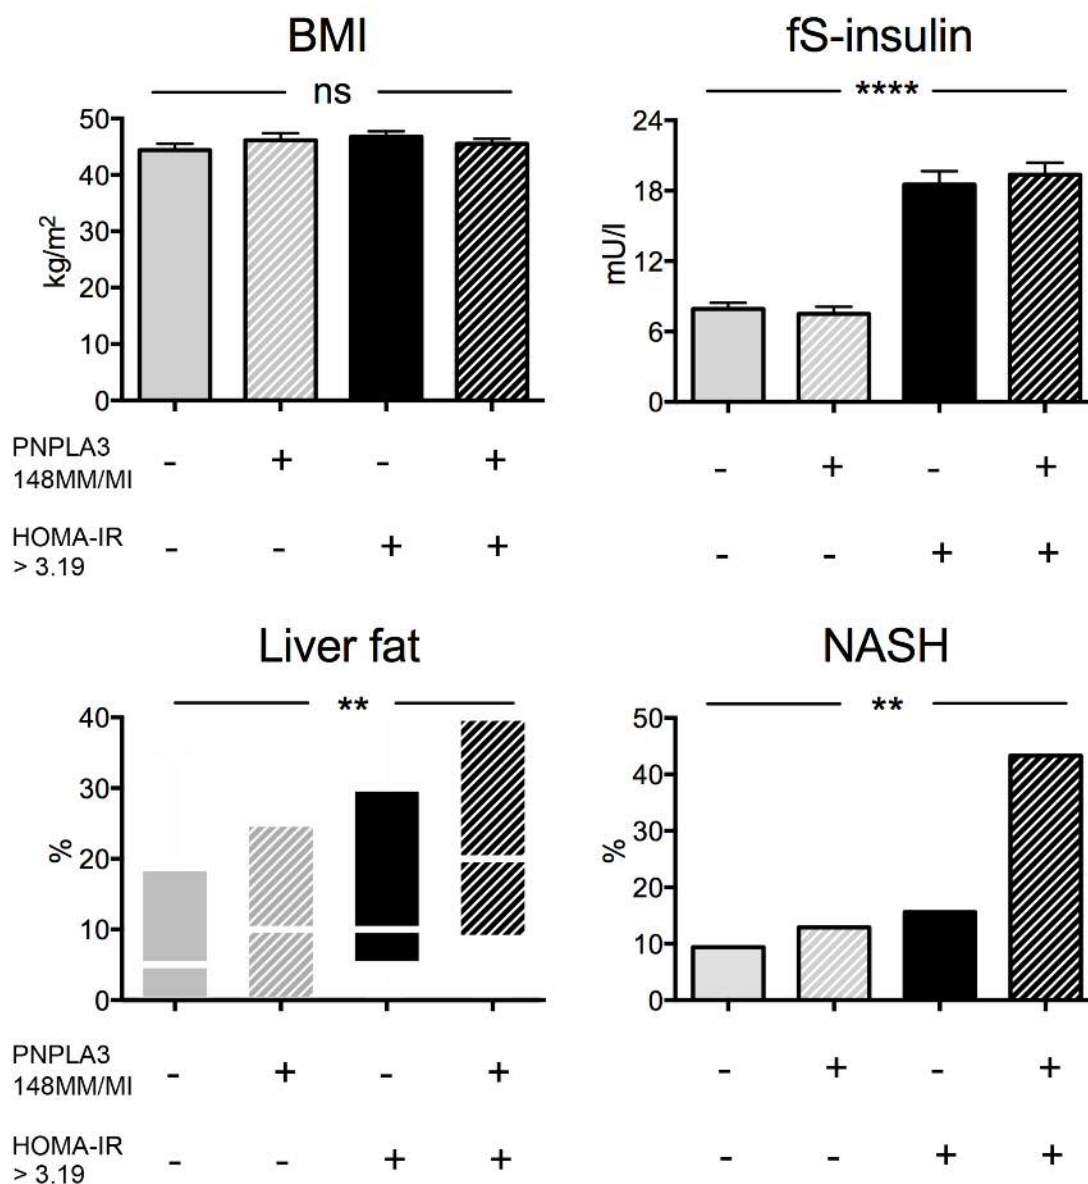 BMI
ns
50
40
30
20
10
0
kg/m²
PNPLA3
148MM/MI
- + - +
HOMA-IR
> 3.19
- - + +
fS-insulin
****
24
18
12
6
0
mU/l
- + - +
- - + +
Liver fat
**
40
30
20
10
0
%
PNPLA3
148MM/MI
- + - +
HOMA-IR
> 3.19
- - + +
NASH
**
50
40
30
20
10
0
%
- + - +
- - + +